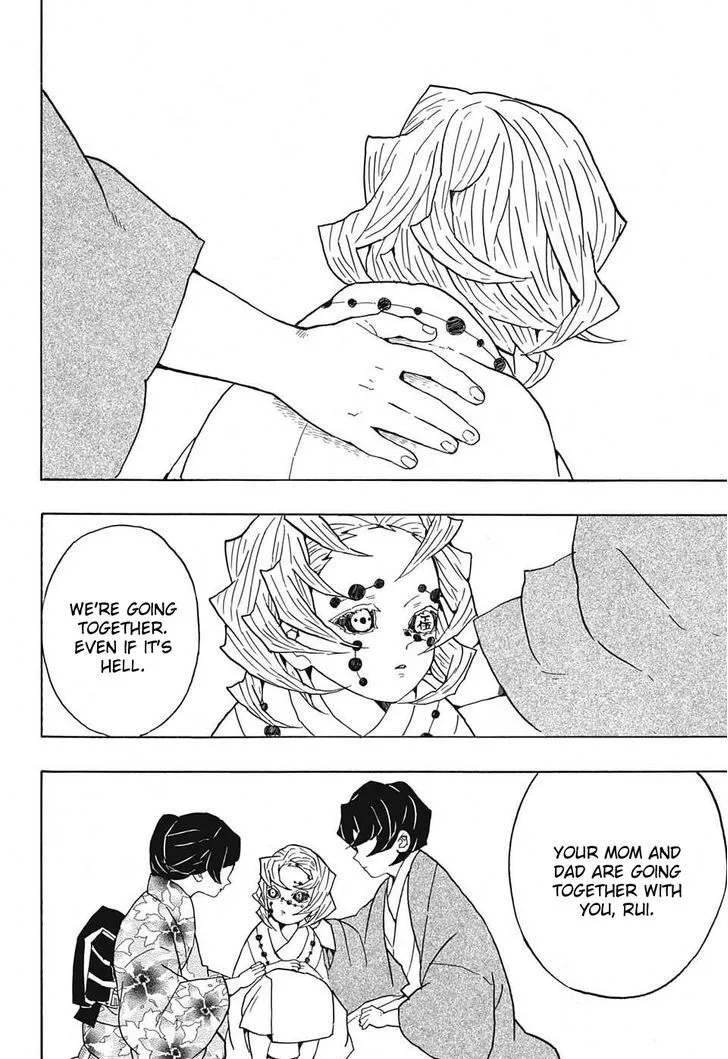 WE'RE GOING
TOGETHER.
EVEN IF IT'S
HELL.
YOUR MOM AND
DAD ARE GOING
TOGETHER WITH
YOU, RUI.